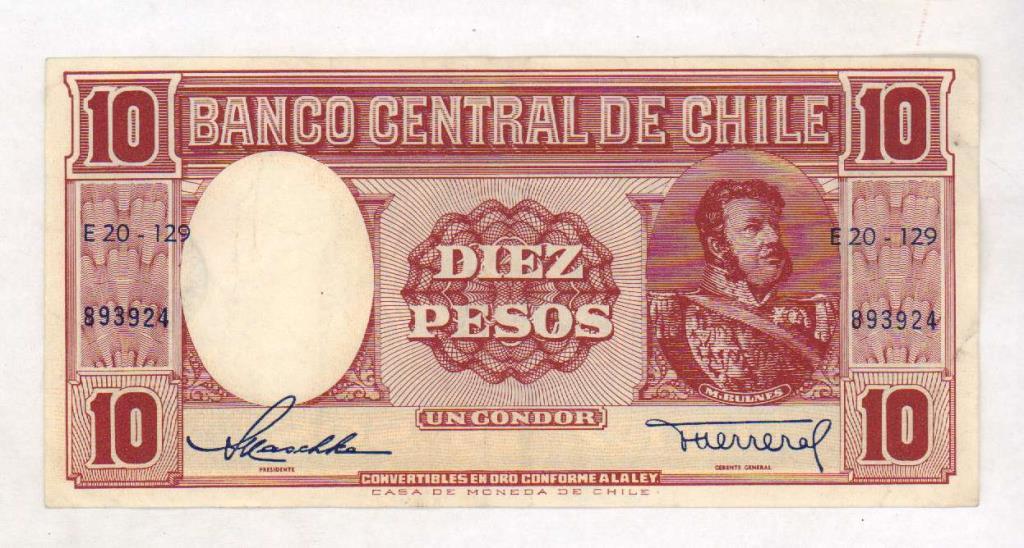 10 BANCO CENTRAL DE CHILE 10
E 20 - 129 E 20 - 129
DIEZ
PESOS
893924 893924
M. BULNES
10 UN CONDOR 10
PRESIDENTE GERENTE GENERAL
CONVERTIBLES EN ORO CONFORME A LA LEY
CASA DE MONEDA DE CHILE